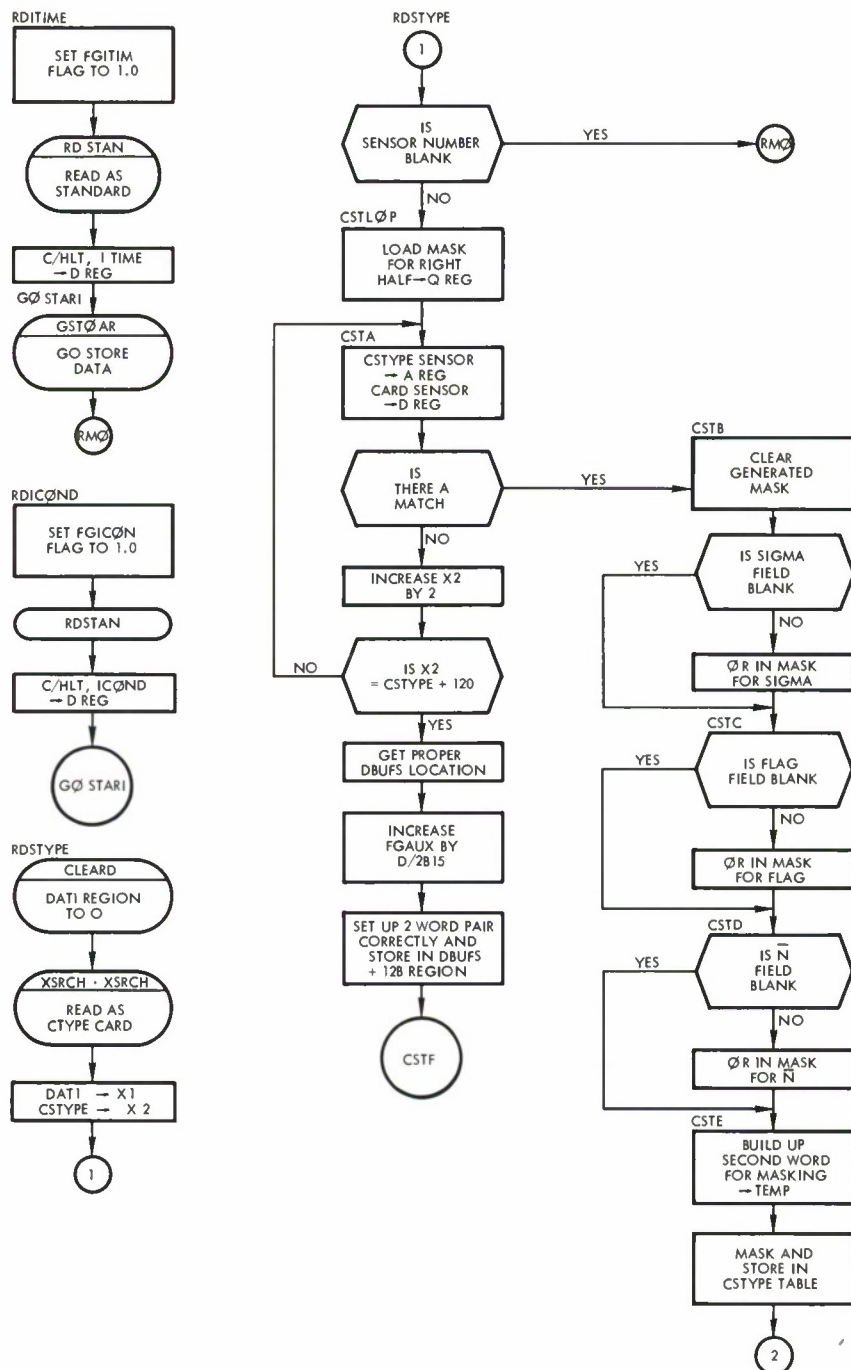 RDITIME
SET FGITIM
FLAG TO 1.0
RD STAN
READ AS
STANDARD
C/HLT, I TIME
→ D REG
GØ STARI
GSTØ AR
GO STORE
DATA
RMØ
RDICØND
SET FGICØN
FLAG TO 1.0
RDSTAN
C/HLT, ICØND
→ D REG
GØ STARI
RDSTYPE
CLEARD
DAT1 REGION
TO O
XSRCH · XSRCH
READ AS
CTYPE CARD
DAT1 → X1
CSTYPE → X 2
1
RDSTYPE
1
IS
SENSOR NUMBER
BLANK
YES
RMØ
NO
CSTLØP
LOAD MASK
FOR RIGHT
HALF → Q REG
CSTA
CSTYPE SENSOR
→ A REG
CARD SENSOR
→ D REG
IS
THERE A
MATCH
YES
NO
INCREASE X2
BY 2
NO
IS X2
= CSTYPE + 120
YES
GET PROPER
DBUFS LOCATION
INCREASE
FGAUX BY
D/2B15
SET UP 2 WORD PAIR
CORRECTLY AND
STORE IN DBUFS
+ 12B REGION
CSTF
CSTB
CLEAR
GENERATED
MASK
YES
IS SIGMA
FIELD
BLANK
NO
ØR IN MASK
FOR SIGMA
CSTC
YES
IS FLAG
FIELD BLANK
NO
ØR IN MASK
FOR FLAG
CSTD
YES
IS N̅
FIELD
BLANK
NO
ØR IN MASK
FOR N̅
CSTE
BUILD UP
SECOND WORD
FOR MASKING
→ TEMP
MASK AND
STORE IN
CSTYPE TABLE
2